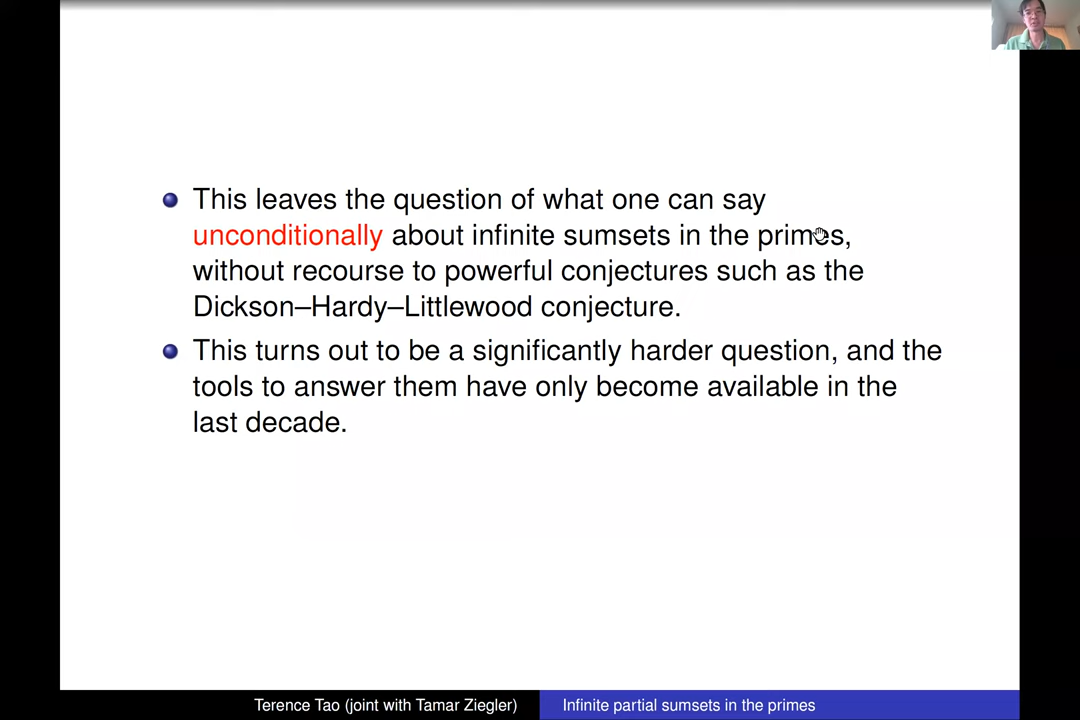 This leaves the question of what one can say
unconditionally about infinite sumsets in the primes,
without recourse to powerful conjectures such as the
Dickson–Hardy–Littlewood conjecture.
This turns out to be a significantly harder question, and the
tools to answer them have only become available in the
last decade.
Terence Tao (joint with Tamar Ziegler)
Infinite partial sumsets in the primes